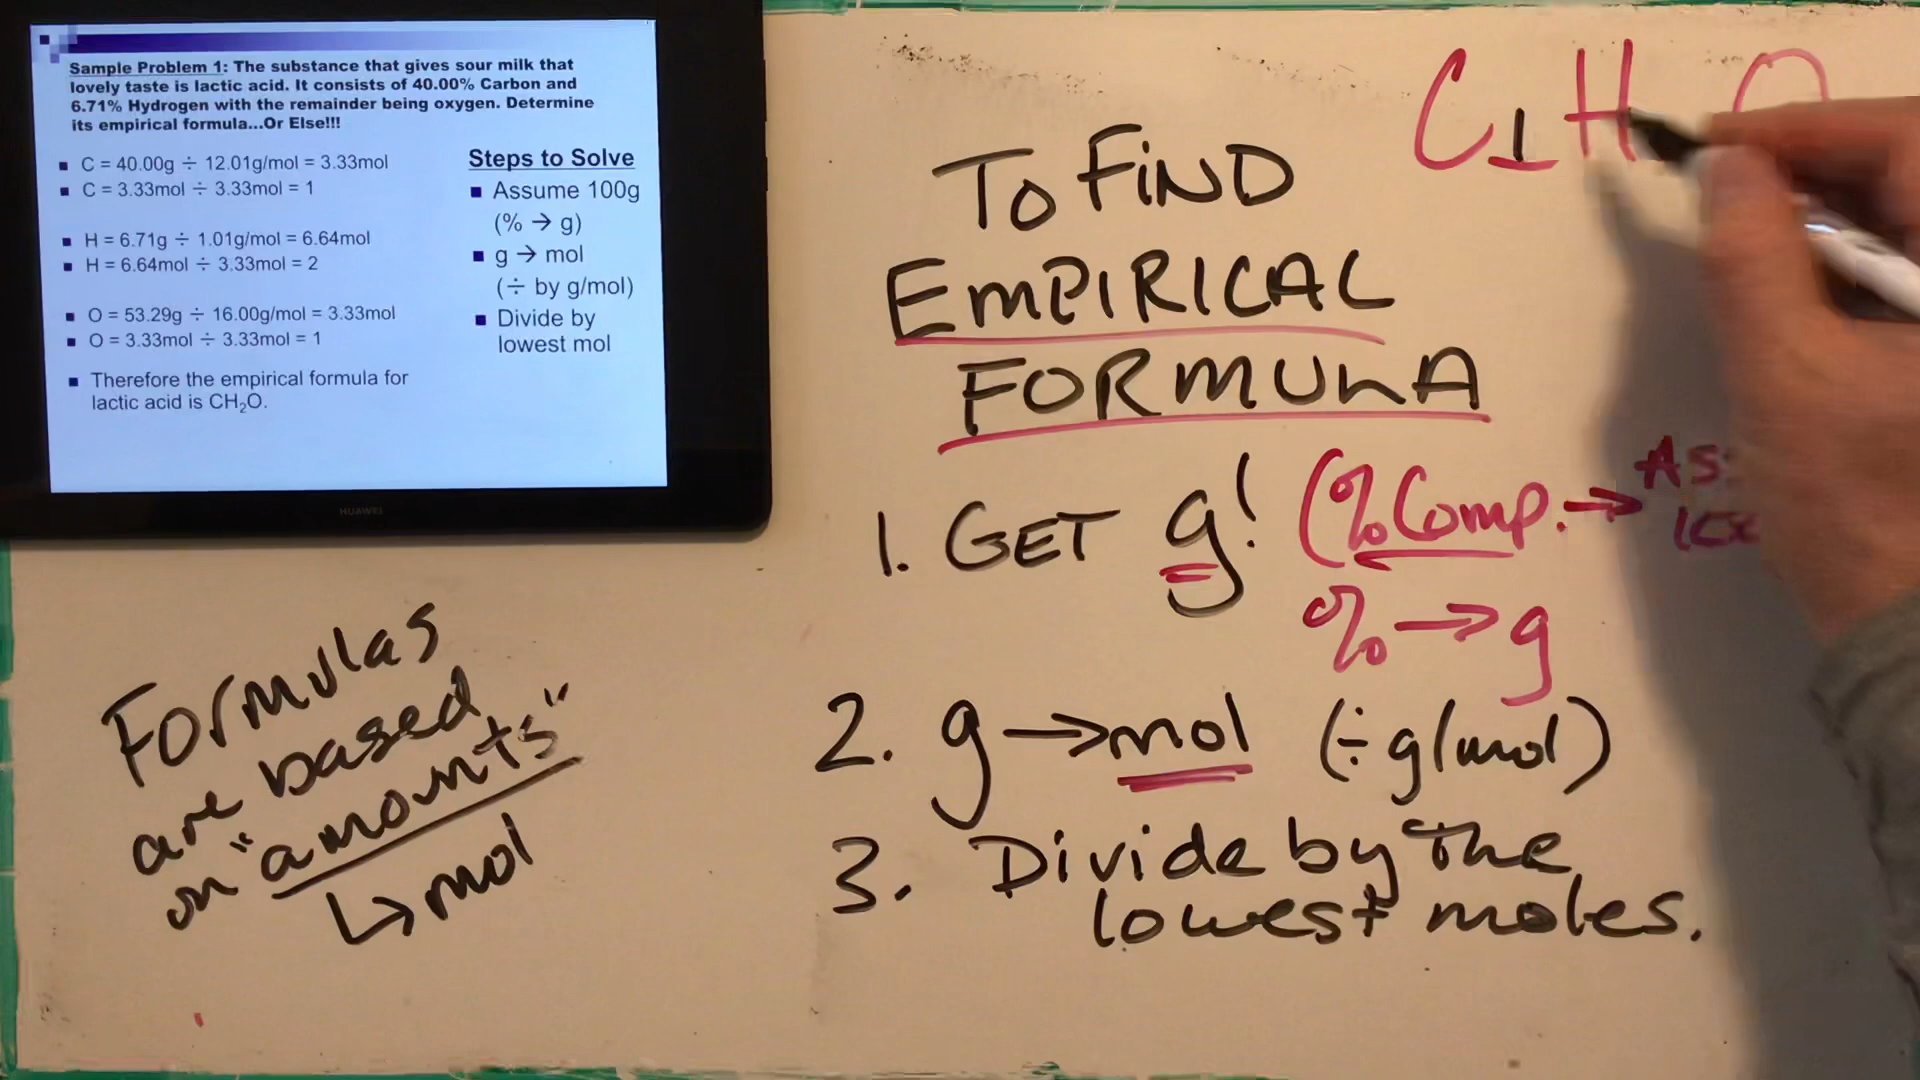 Sample Problem 1: The substance that gives sour milk that
lovely taste is lactic acid. It consists of 40.00% Carbon and
6.71% Hydrogen with the remainder being oxygen. Determine
its empirical formula...Or Else!!!
■ C = 40.00g ÷ 12.01g/mol = 3.33mol
■ C = 3.33mol ÷ 3.33mol = 1
■ H = 6.71g ÷ 1.01g/mol = 6.64mol
■ H = 6.64mol ÷ 3.33mol = 2
■ O = 53.29g ÷ 16.00g/mol = 3.33mol
■ O = 3.33mol ÷ 3.33mol = 1
■ Therefore the empirical formula for
lactic acid is CH₂O.
Steps to Solve
■ Assume 100g
(% → g)
■ g → mol
(÷ by g/mol)
■ Divide by
lowest mol
HUAWEI
Formulas
are based
on "amounts"
↳ mol
C₁ H O
TO FIND
EMPIRICAL
FORMULA
1. GET g! (% Comp. →
% → g
2. g → mol (÷ g/mol)
3. Divide by the
lowest moles.